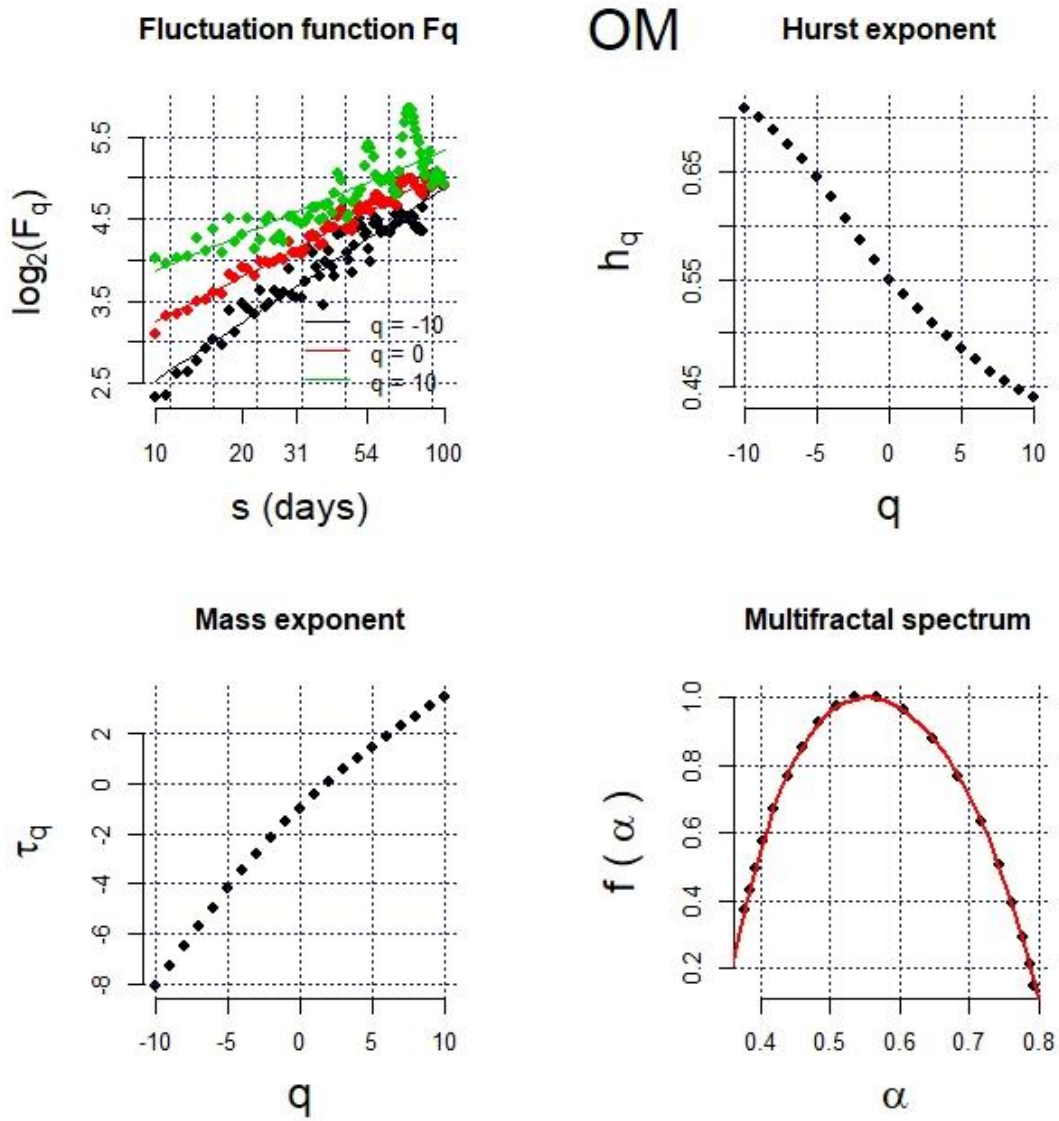 Fluctuation function Fq
OM
Hurst exponent
log₂(F_q)
5.5
4.5
3.5
2.5
q = -10
q = 0
q = 10
10 20 31 54 100
s (days)
h_q
0.65
0.55
0.45
-10 -5 0 5 10
q
Mass exponent
Multifractal spectrum
τ_q
2
0
-2
-4
-6
-8
-10 -5 0 5 10
q
f ( α )
1.0
0.8
0.6
0.4
0.2
0.4 0.5 0.6 0.7 0.8
α